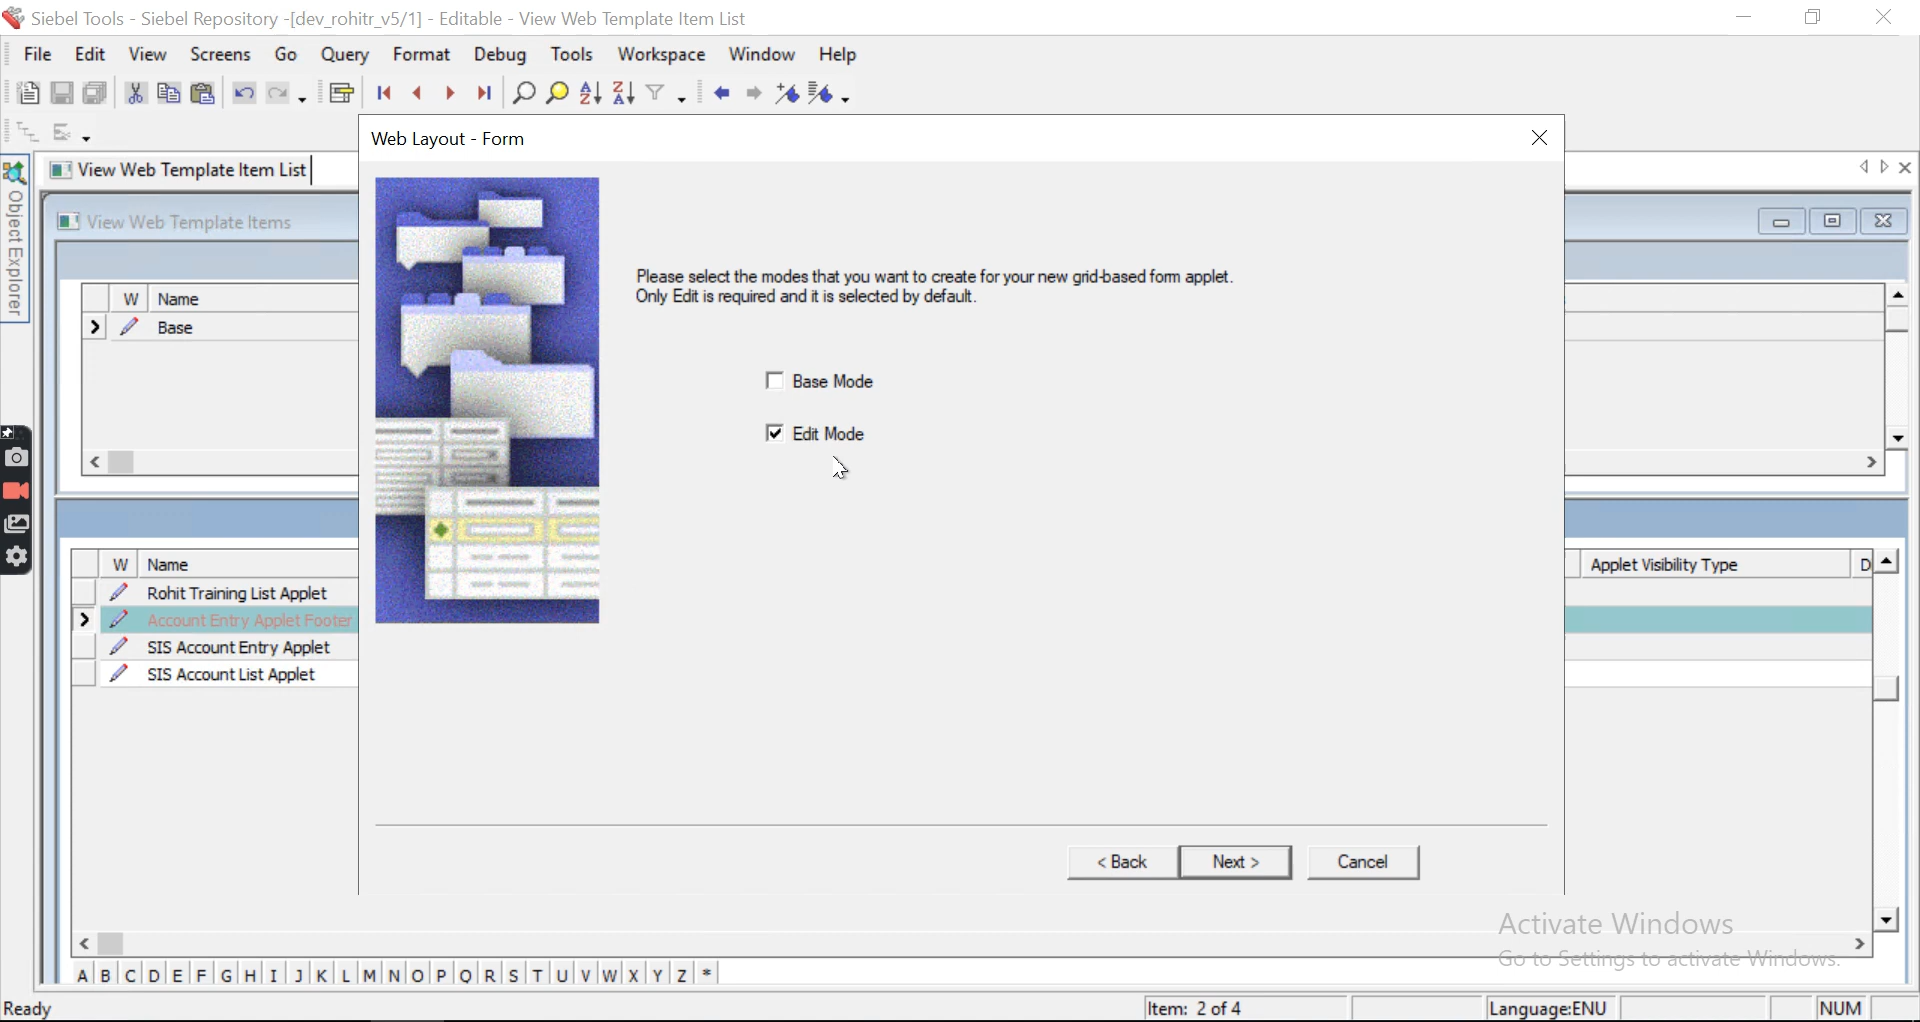 Siebel Tools - Siebel Repository -[dev_rohitr_v5/1] - Editable - View Web Template Item List
File Edit View Screens Go Query Format Debug Tools Workspace Window Help
Web Layout - Form
View Web Template Item List
Object Explorer
View Web Template Items
W Name
Base
Please select the modes that you want to create for your new grid-based form applet.
Only Edit is required and it is selected by default.
Base Mode
Edit Mode
W Name Applet Visibility Type D
Rohit Training List Applet
Account Entry Applet Footer
SIS Account Entry Applet
SIS Account List Applet
< Back Next > Cancel
Activate Windows
Go to Settings to activate Windows.
A B C D E F G H I J K L M N O P Q R S T U V W X Y Z *
Ready Item: 2 of 4 Language:ENU NUM